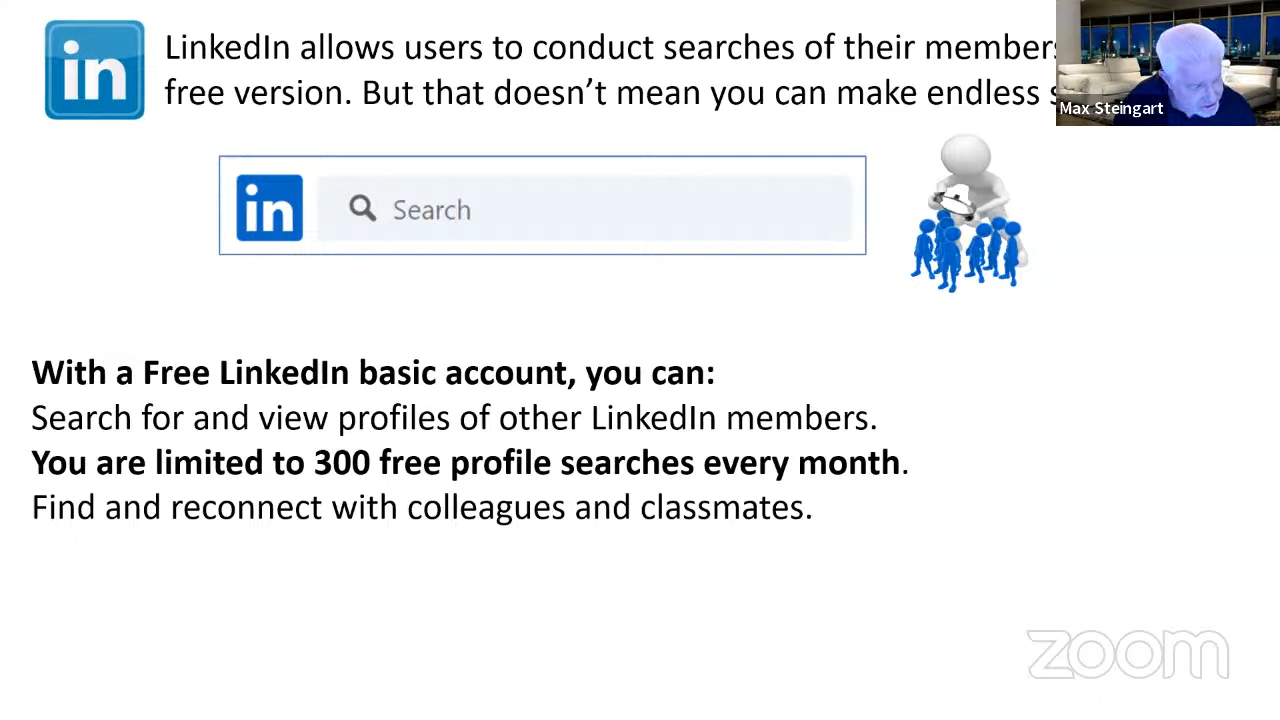 LinkedIn allows users to conduct searches of their members
free version. But that doesn’t mean you can make endless
Max Steingart
in
in
Search
With a Free LinkedIn basic account, you can:
Search for and view profiles of other LinkedIn members.
You are limited to 300 free profile searches every month.
Find and reconnect with colleagues and classmates.
zoom